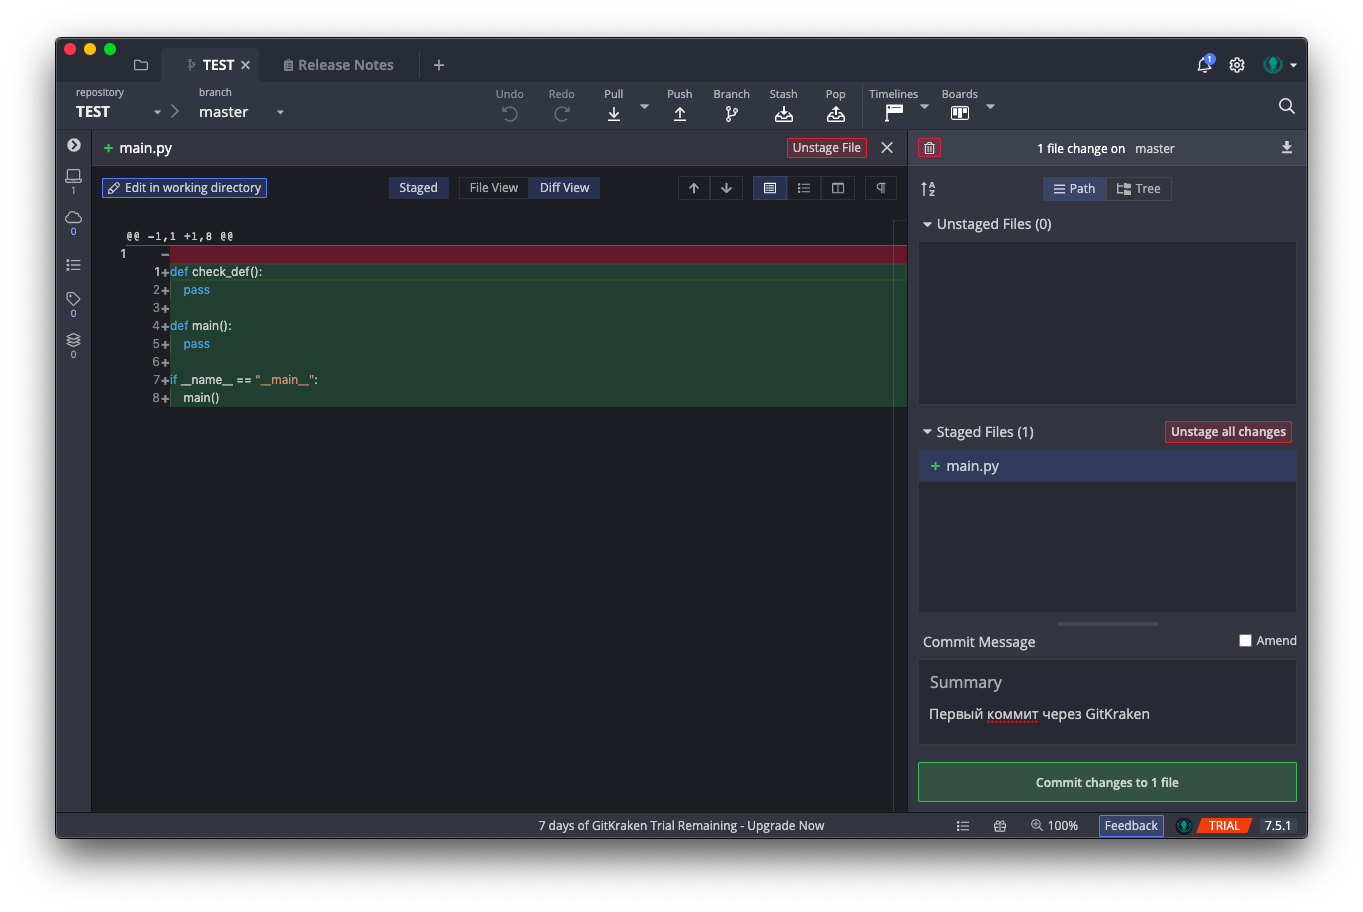 TEST
Release Notes
1
repository
TEST
branch
master
Undo
Redo
Pull
Push
Branch
Stash
Pop
Timelines
Boards
main.py
Unstage File
1 file change on master
Edit in working directory
Staged
File View
Diff View
Path
Tree
1
0
0
0
@@ -1,1 +1,8 @@
1 -
1 + def check_def():
2 + pass
3 +
4 + def main():
5 + pass
6 +
7 + if __name__ == "__main__":
8 + main()
Unstaged Files (0)
Staged Files (1)
Unstage all changes
main.py
Commit Message
Amend
Summary
Первый коммит через GitKraken
Commit changes to 1 file
7 days of GitKraken Trial Remaining - Upgrade Now
100%
Feedback
TRIAL
7.5.1